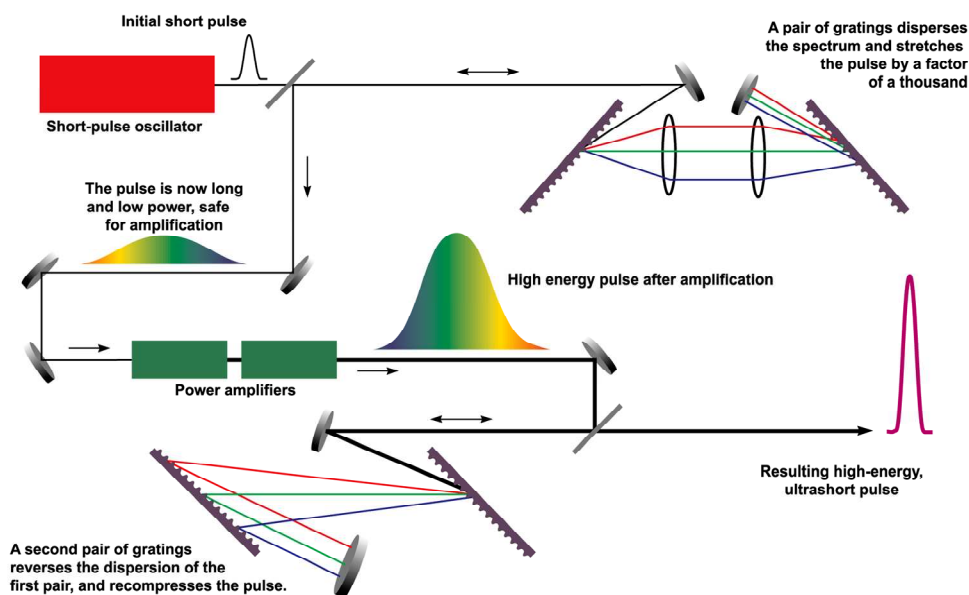 Initial short pulse
Short-pulse oscillator
A pair of gratings disperses
the spectrum and stretches
the pulse by a factor
of a thousand
The pulse is now long
and low power, safe
for amplification
High energy pulse after amplification
Power amplifiers
Resulting high-energy,
ultrashort pulse
A second pair of gratings
reverses the dispersion of the
first pair, and recompresses the pulse.